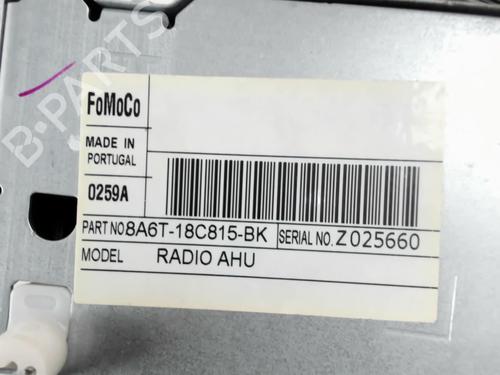 B-PARTS
FoMoCo
MADE IN
PORTUGAL
0259A
PART NO 8A6T-18C815-BK SERIAL NO. Z025660
MODEL RADIO AHU